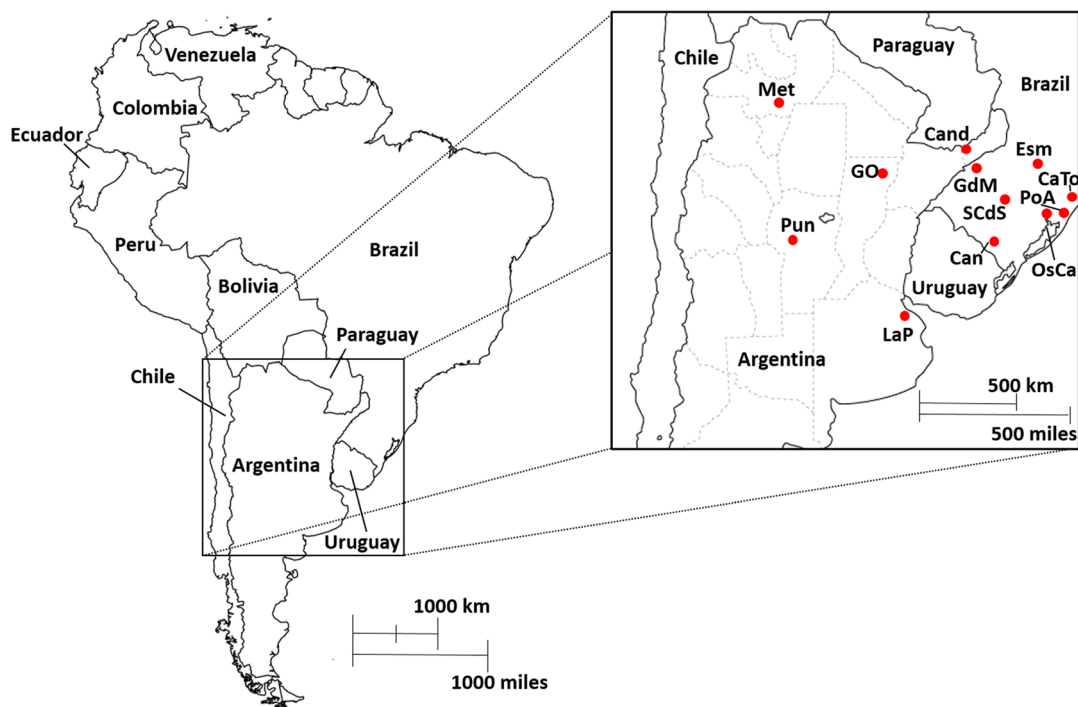 Venezuela
Colombia
Ecuador
Peru
Brazil
Bolivia
Paraguay
Chile
Argentina
Uruguay
1000 km
1000 miles
Chile
Paraguay
Brazil
Met
Cand
Esm
GO
GdM
CaTo
SCdS
PoA
Pun
Can
OsCa
Uruguay
LaP
Argentina
500 km
500 miles